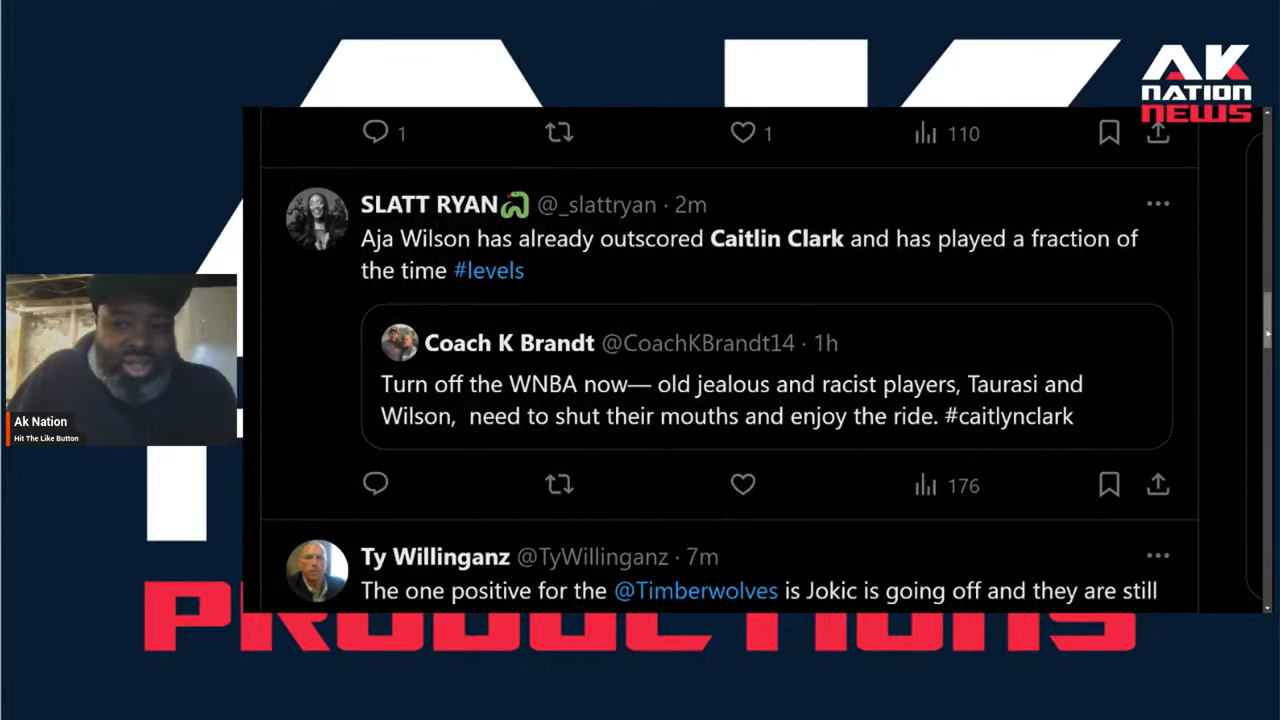 AK
NATION
NEWS
1
1
110
SLATT RYAN @_slattryan · 2m
Aja Wilson has already outscored Caitlin Clark and has played a fraction of
the time #levels
Coach K Brandt @CoachKBrandt14 · 1h
Turn off the WNBA now— old jealous and racist players, Taurasi and
Wilson, need to shut their mouths and enjoy the ride. #caitlynclark
176
Ak Nation
Hit The Like Button
Ty Willinganz @TyWillinganz · 7m
The one positive for the @Timberwolves is Jokic is going off and they are still
PRODUCTIONS